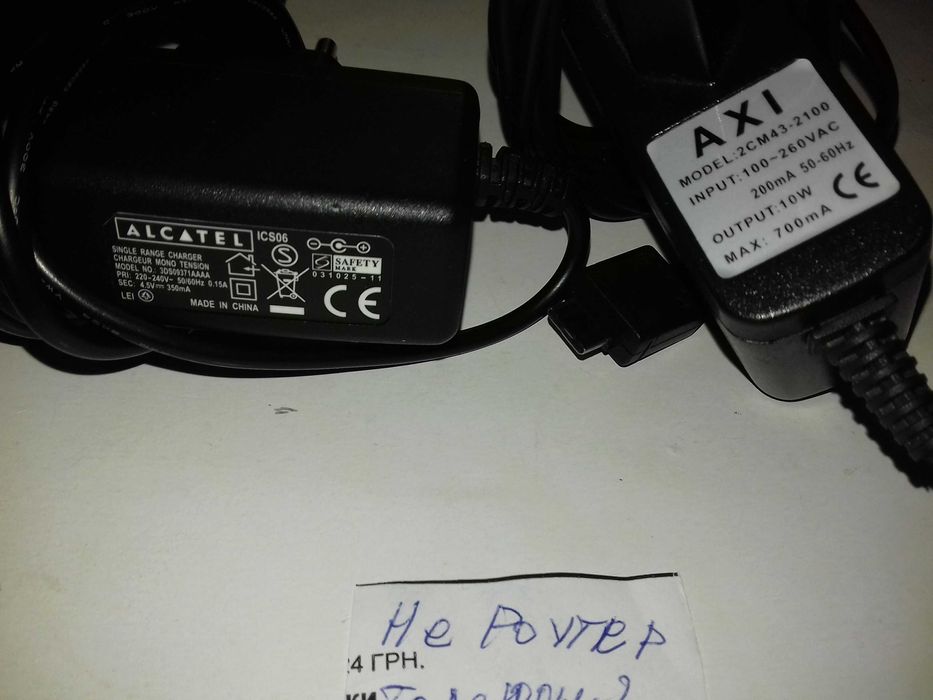 ALCATEL ICS06
SINGLE RANGE CHARGER
CHARGEUR MONO TENSION
MODEL NO.: 3DS09371AAAA
PRI: 220-240V~ 50/60Hz 0.15A
SEC: 4.5V⎓ 350mA
LEI
MADE IN CHINA
S
SAFETY
MARK
031025-11
CE
AXI
MODEL:2CM43-2100
INPUT:100~260VAC
200mA 50-60Hz
OUTPUT:10W
MAX: 700mA
CE
Не Роутер
4 ГРН.